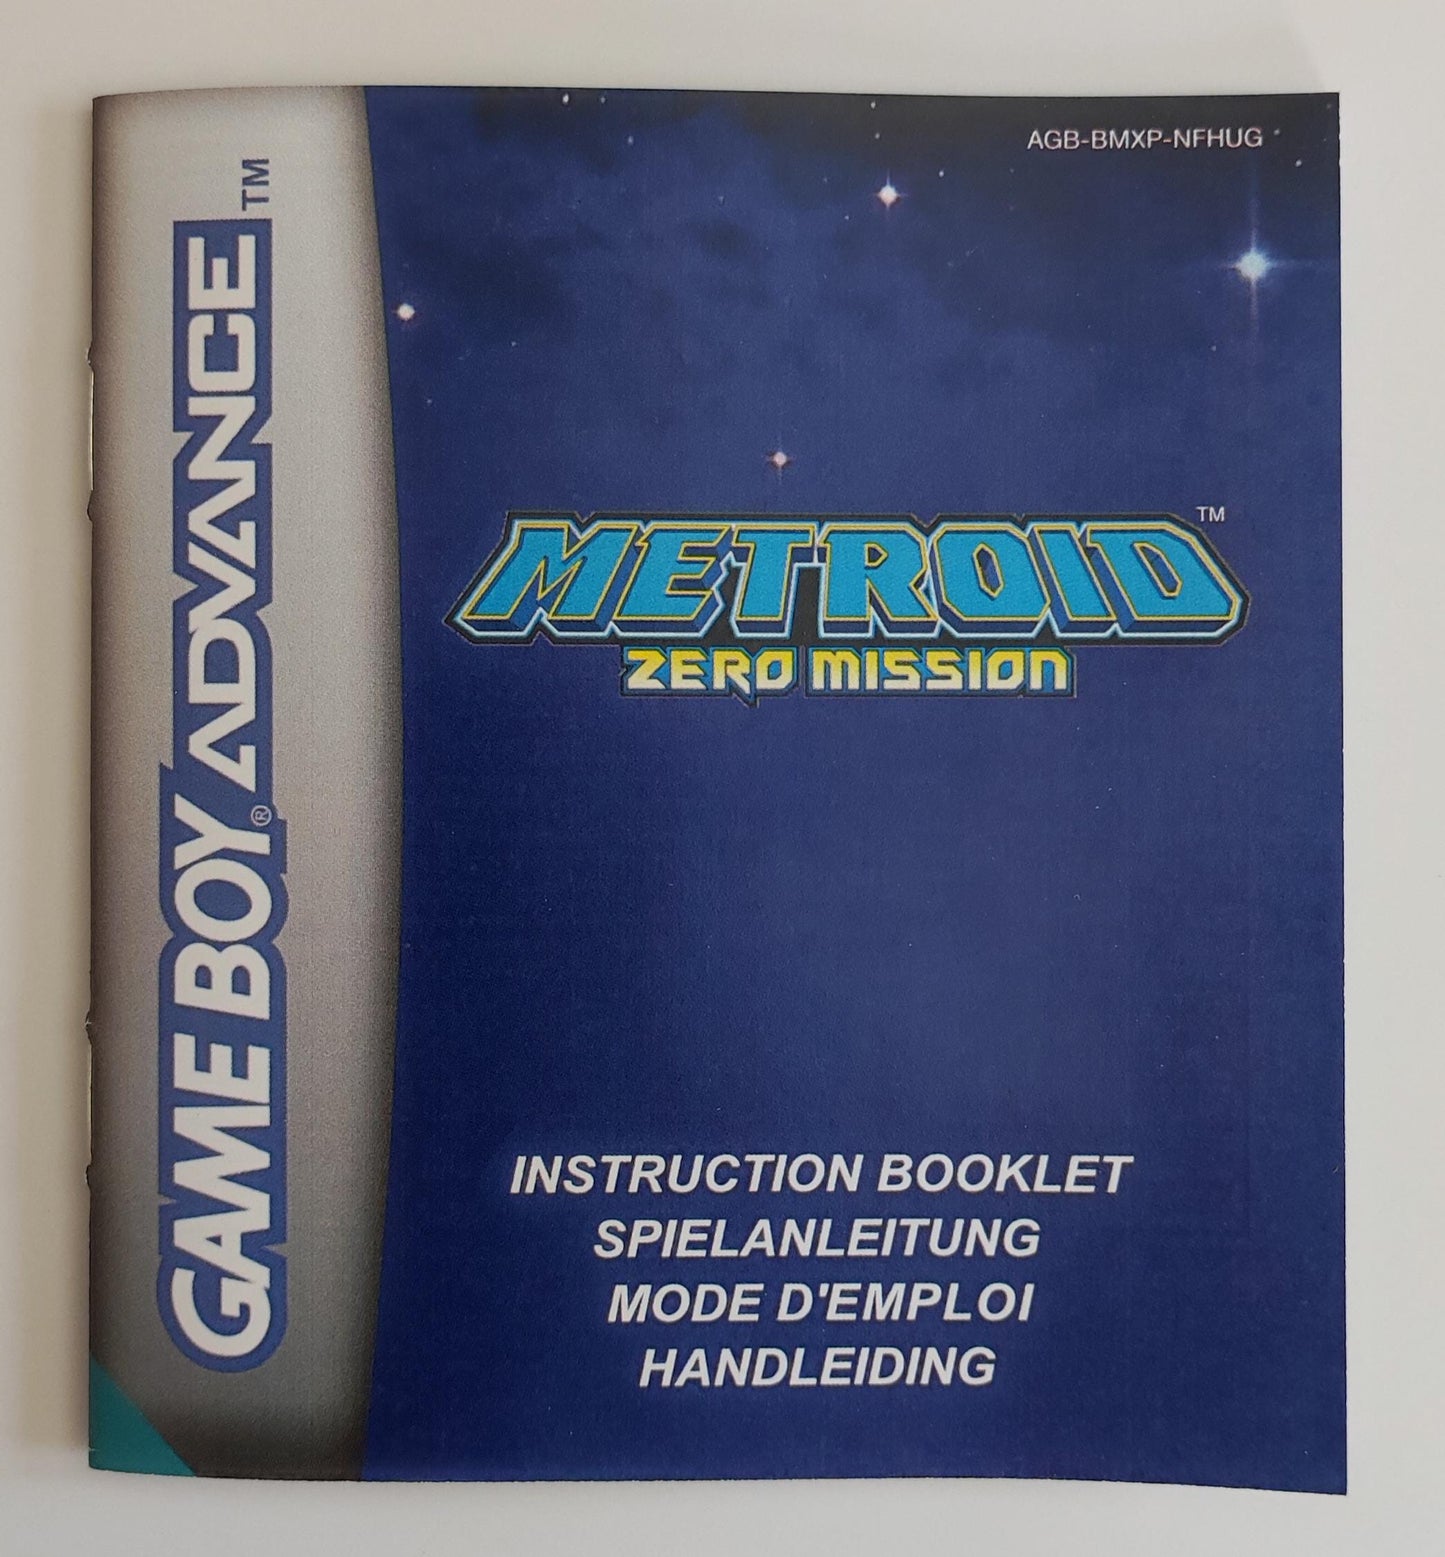 AGB-BMXP-NFHUG
GAME BOY® ADVANCE™
METROID™
ZERO MISSION
INSTRUCTION BOOKLET
SPIELANLEITUNG
MODE D'EMPLOI
HANDLEIDING